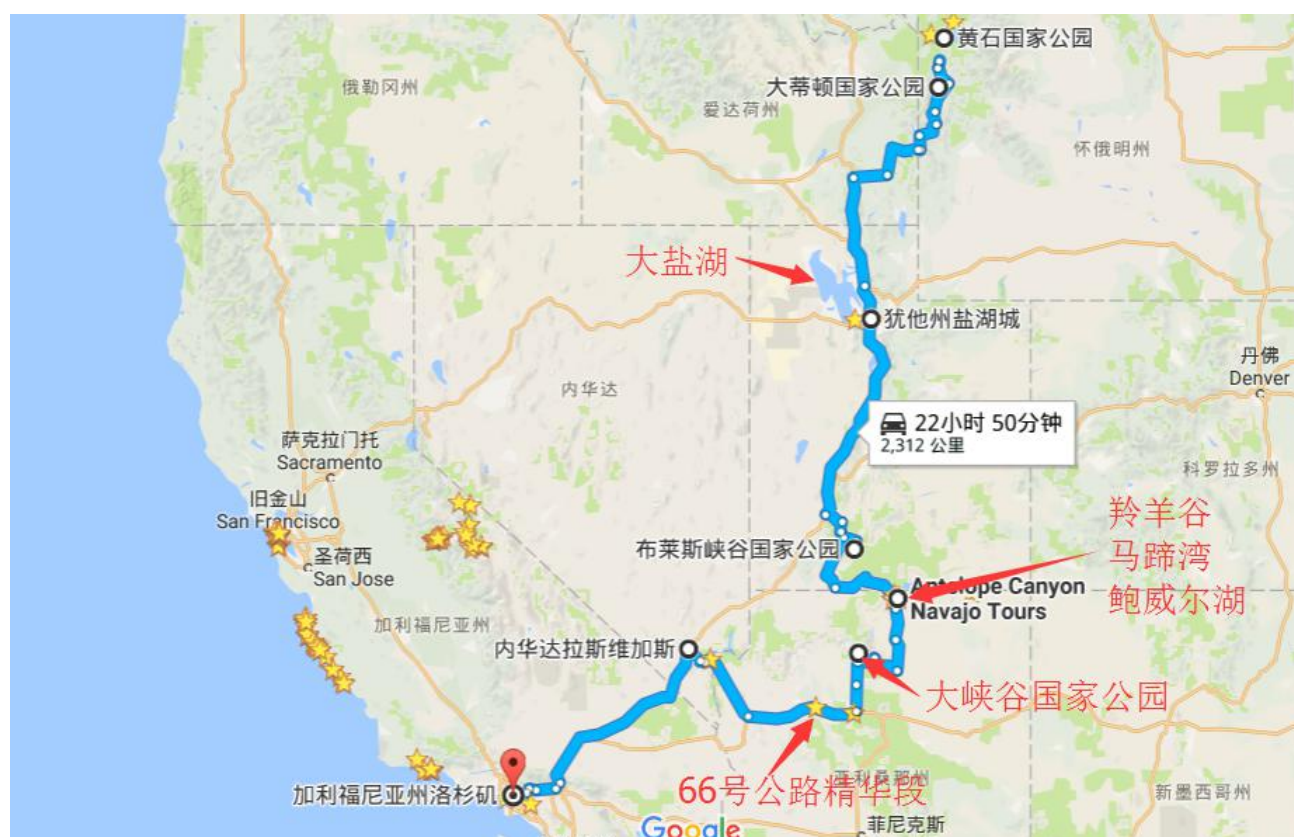 黄石国家公园
俄勒冈州
大蒂顿国家公园
爱达荷州
怀俄明州
大盐湖
犹他州盐湖城
丹佛
Denver
内华达
22小时 50分钟
2,312 公里
萨克拉门托
Sacramento
科罗拉多州
旧金山
San Francisco
圣荷西
San Jose
羚羊谷
马蹄湾
鲍威尔湖
布莱斯峡谷国家公园
Antelope Canyon
Navajo Tours
加利福尼亚州
内华达拉斯维加斯
大峡谷国家公园
66号公路精华段
亚利桑那州
加利福尼亚州洛杉矶
新墨西哥州
Google
菲尼克斯